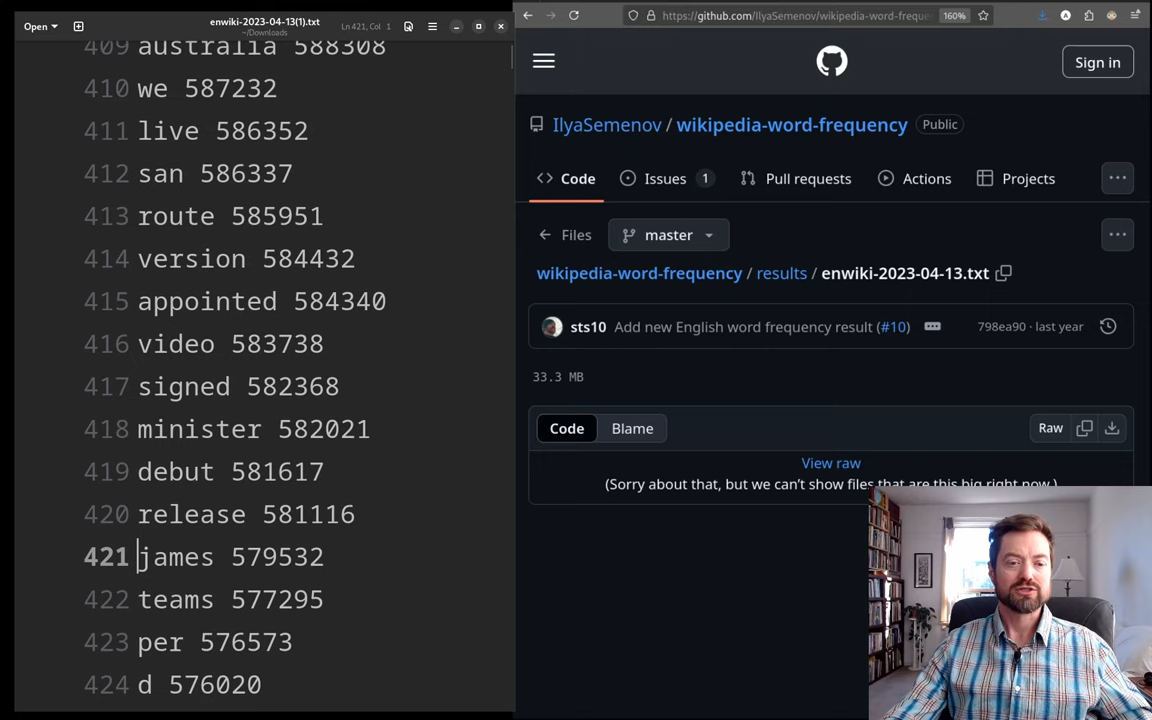 Open
enwiki-2023-04-13(1).txt
~/Downloads
Ln 421, Col 1
409 australia 588308
410 we 587232
411 live 586352
412 san 586337
413 route 585951
414 version 584432
415 appointed 584340
416 video 583738
417 signed 582368
418 minister 582021
419 debut 581617
420 release 581116
421 james 579532
422 teams 577295
423 per 576573
424 d 576020
https://github.com/IlyaSemenov/wikipedia-word-freque
160%
Sign in
IlyaSemenov / wikipedia-word-frequency Public
Code Issues 1 Pull requests Actions Projects
Files master
wikipedia-word-frequency / results / enwiki-2023-04-13.txt
sts10 Add new English word frequency result (#10) 798ea90 · last year
33.3 MB
Code Blame Raw
View raw
(Sorry about that, but we can't show files that are this big right now.)